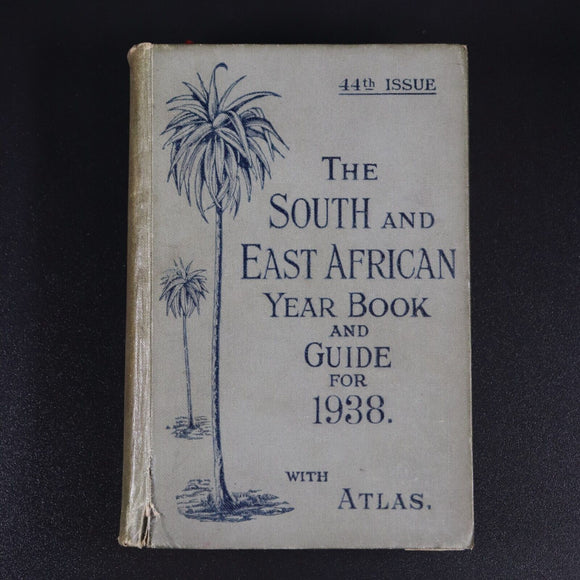 44th ISSUE
THE
SOUTH AND
EAST AFRICAN
YEAR BOOK
AND
GUIDE
FOR
1938.
WITH
ATLAS.